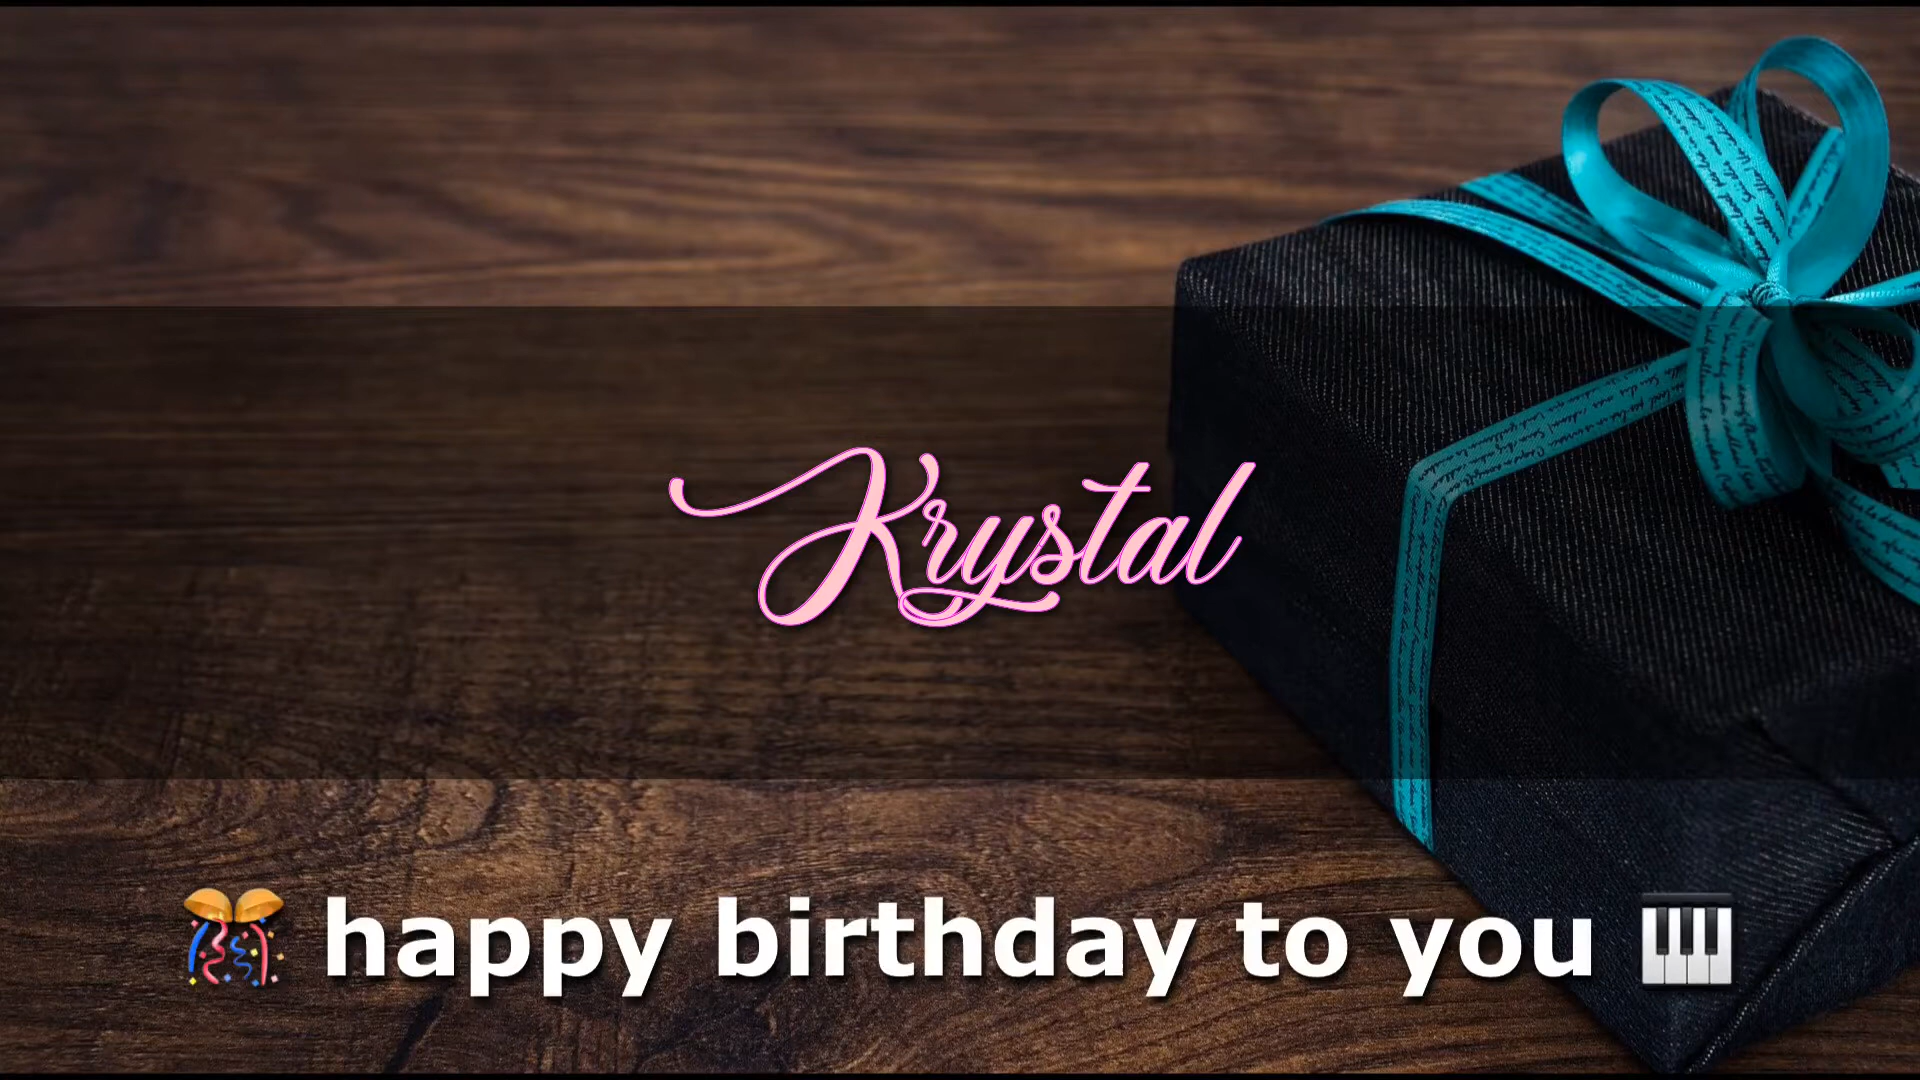 Krystal
🎊 happy birthday to you 🎹